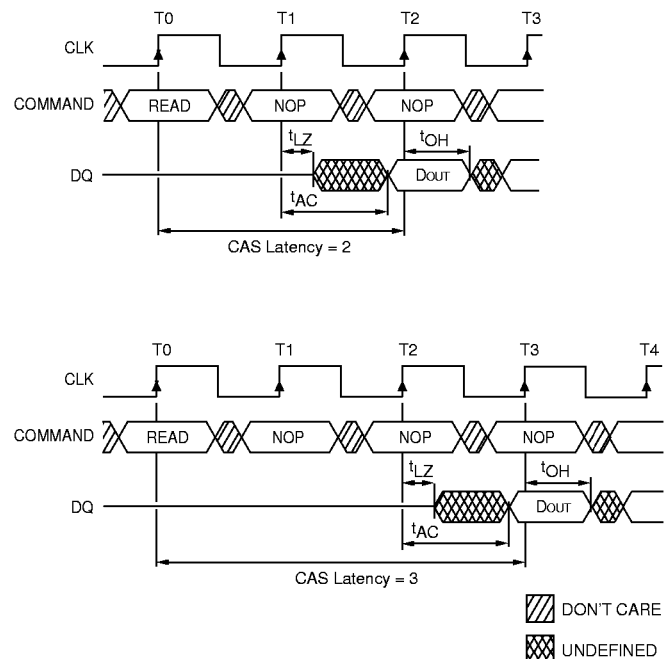 T0 T1 T2 T3
CLK
COMMAND READ NOP NOP
tLZ tOH
DQ DOUT
tAC
CAS Latency = 2
T0 T1 T2 T3 T4
CLK
COMMAND READ NOP NOP NOP
tLZ tOH
DQ DOUT
tAC
CAS Latency = 3
DON'T CARE
UNDEFINED